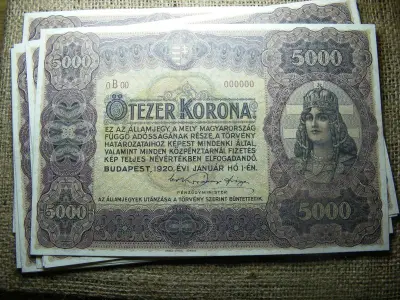 5000 5000
0B00 000000
ÖTEZER KORONA
EZ AZ ÁLLAMJEGY, A MELY MAGYARORSZÁG
FÜGGŐ ADÓSSÁGÁNAK RÉSZE, A TÖRVÉNY
HATÁROZATAIHOZ KÉPEST MINDENKI ÁLTAL,
VALAMINT MINDEN KÖZPÉNZTÁRNÁL FIZETÉS
KÉP TELJES NÉVÉRTÉKBEN ELFOGADANDÓ.
BUDAPEST, 1920. ÉVI JANUÁR HÓ 1-ÉN.
PÉNZÜGYMINISTER
5000 5000
AZ ÁLLAMJEGYEK UTÁNZÁSA A TÖRVÉNY SZERINT BÜNTETTETIK.